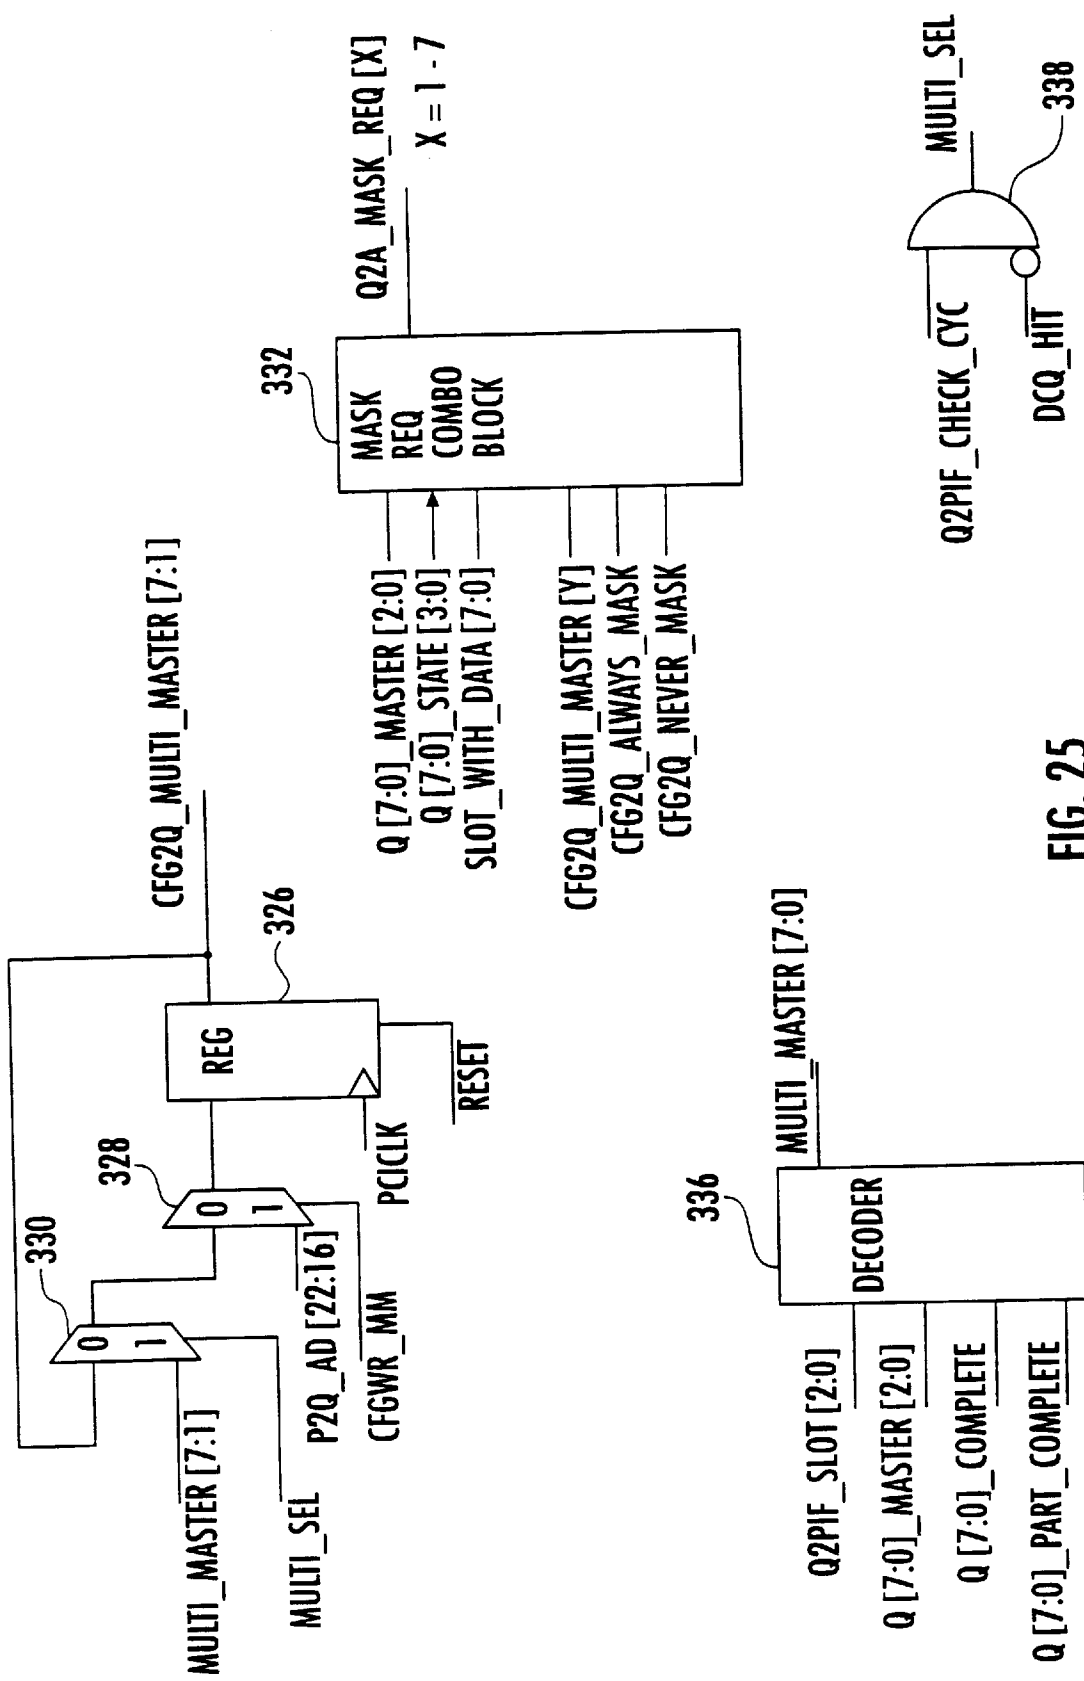 CFG2Q_MULTI_MASTER [7:1]
330
0
1
328
0
1
REG
326
MULTI_MASTER [7:1]
MULTI_SEL
P2Q_AD [22:16]
CFGWR_MM
PCICLK
RESET
332
MASK
REQ
COMBO
BLOCK
Q2A_MASK_REQ [X]
X = 1 - 7
Q [7:0]_MASTER [2:0]
Q [7:0]_STATE [3:0]
SLOT_WITH_DATA [7:0]
CFG2Q_MULTI_MASTER [Y]
CFG2Q_ALWAYS_MASK
CFG2Q_NEVER_MASK
336
DECODER
MULTI_MASTER [7:0]
Q2PIF_SLOT [2:0]
Q [7:0]_MASTER [2:0]
Q [7:0]_COMPLETE
Q [7:0]_PART_COMPLETE
Q2PIF_CHECK_CYC
DCQ_HIT
MULTI_SEL
338
FIG. 25